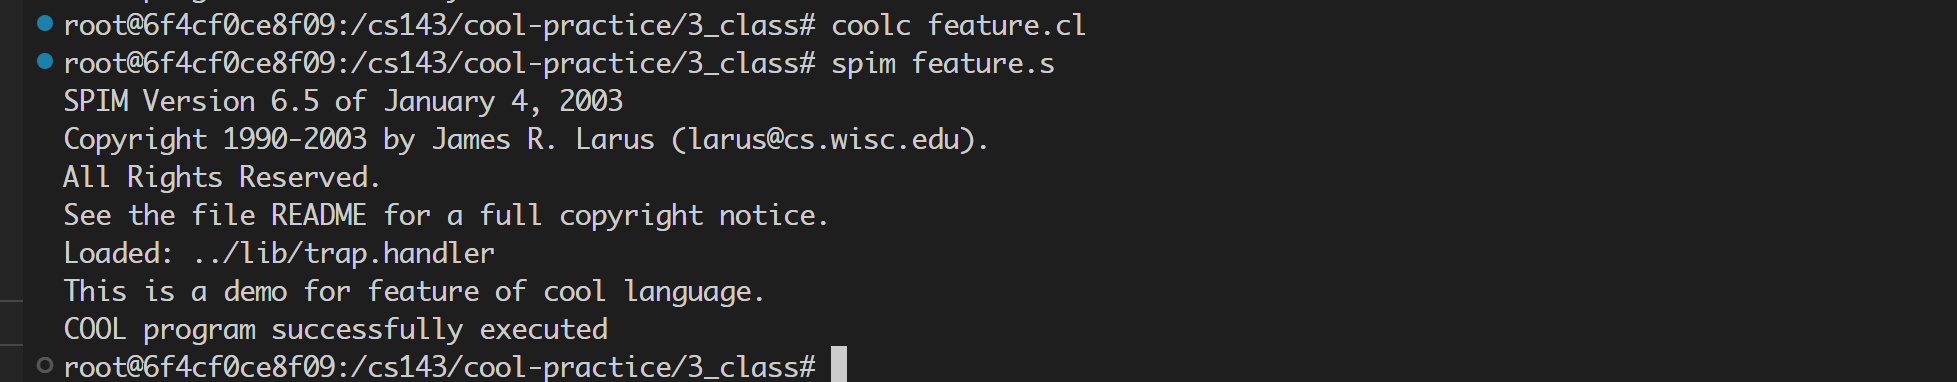 root@6f4cf0ce8f09:/cs143/cool-practice/3_class# coolc feature.cl
root@6f4cf0ce8f09:/cs143/cool-practice/3_class# spim feature.s
SPIM Version 6.5 of January 4, 2003
Copyright 1990-2003 by James R. Larus (larus@cs.wisc.edu).
All Rights Reserved.
See the file README for a full copyright notice.
Loaded: ../lib/trap.handler
This is a demo for feature of cool language.
COOL program successfully executed
root@6f4cf0ce8f09:/cs143/cool-practice/3_class#